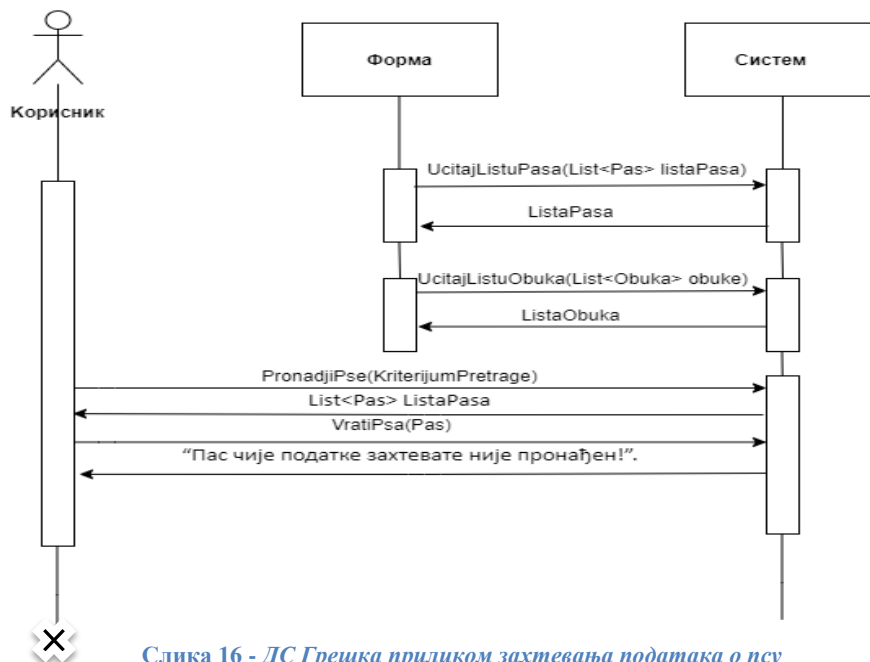 Корисник
Форма
Систем
UcitajListuPasa(List<Pas> listaPasa)
ListaPasa
UcitajListuObuka(List<Obuka> obuke)
ListaObuka
PronadjiPse(KriterijumPretrage)
List<Pas> ListaPasa
VratiPsa(Pas)
“Пас чије податке захтевате није пронађен!”.
Слика 16 - ДС Грешка приликом захтевања података о псу